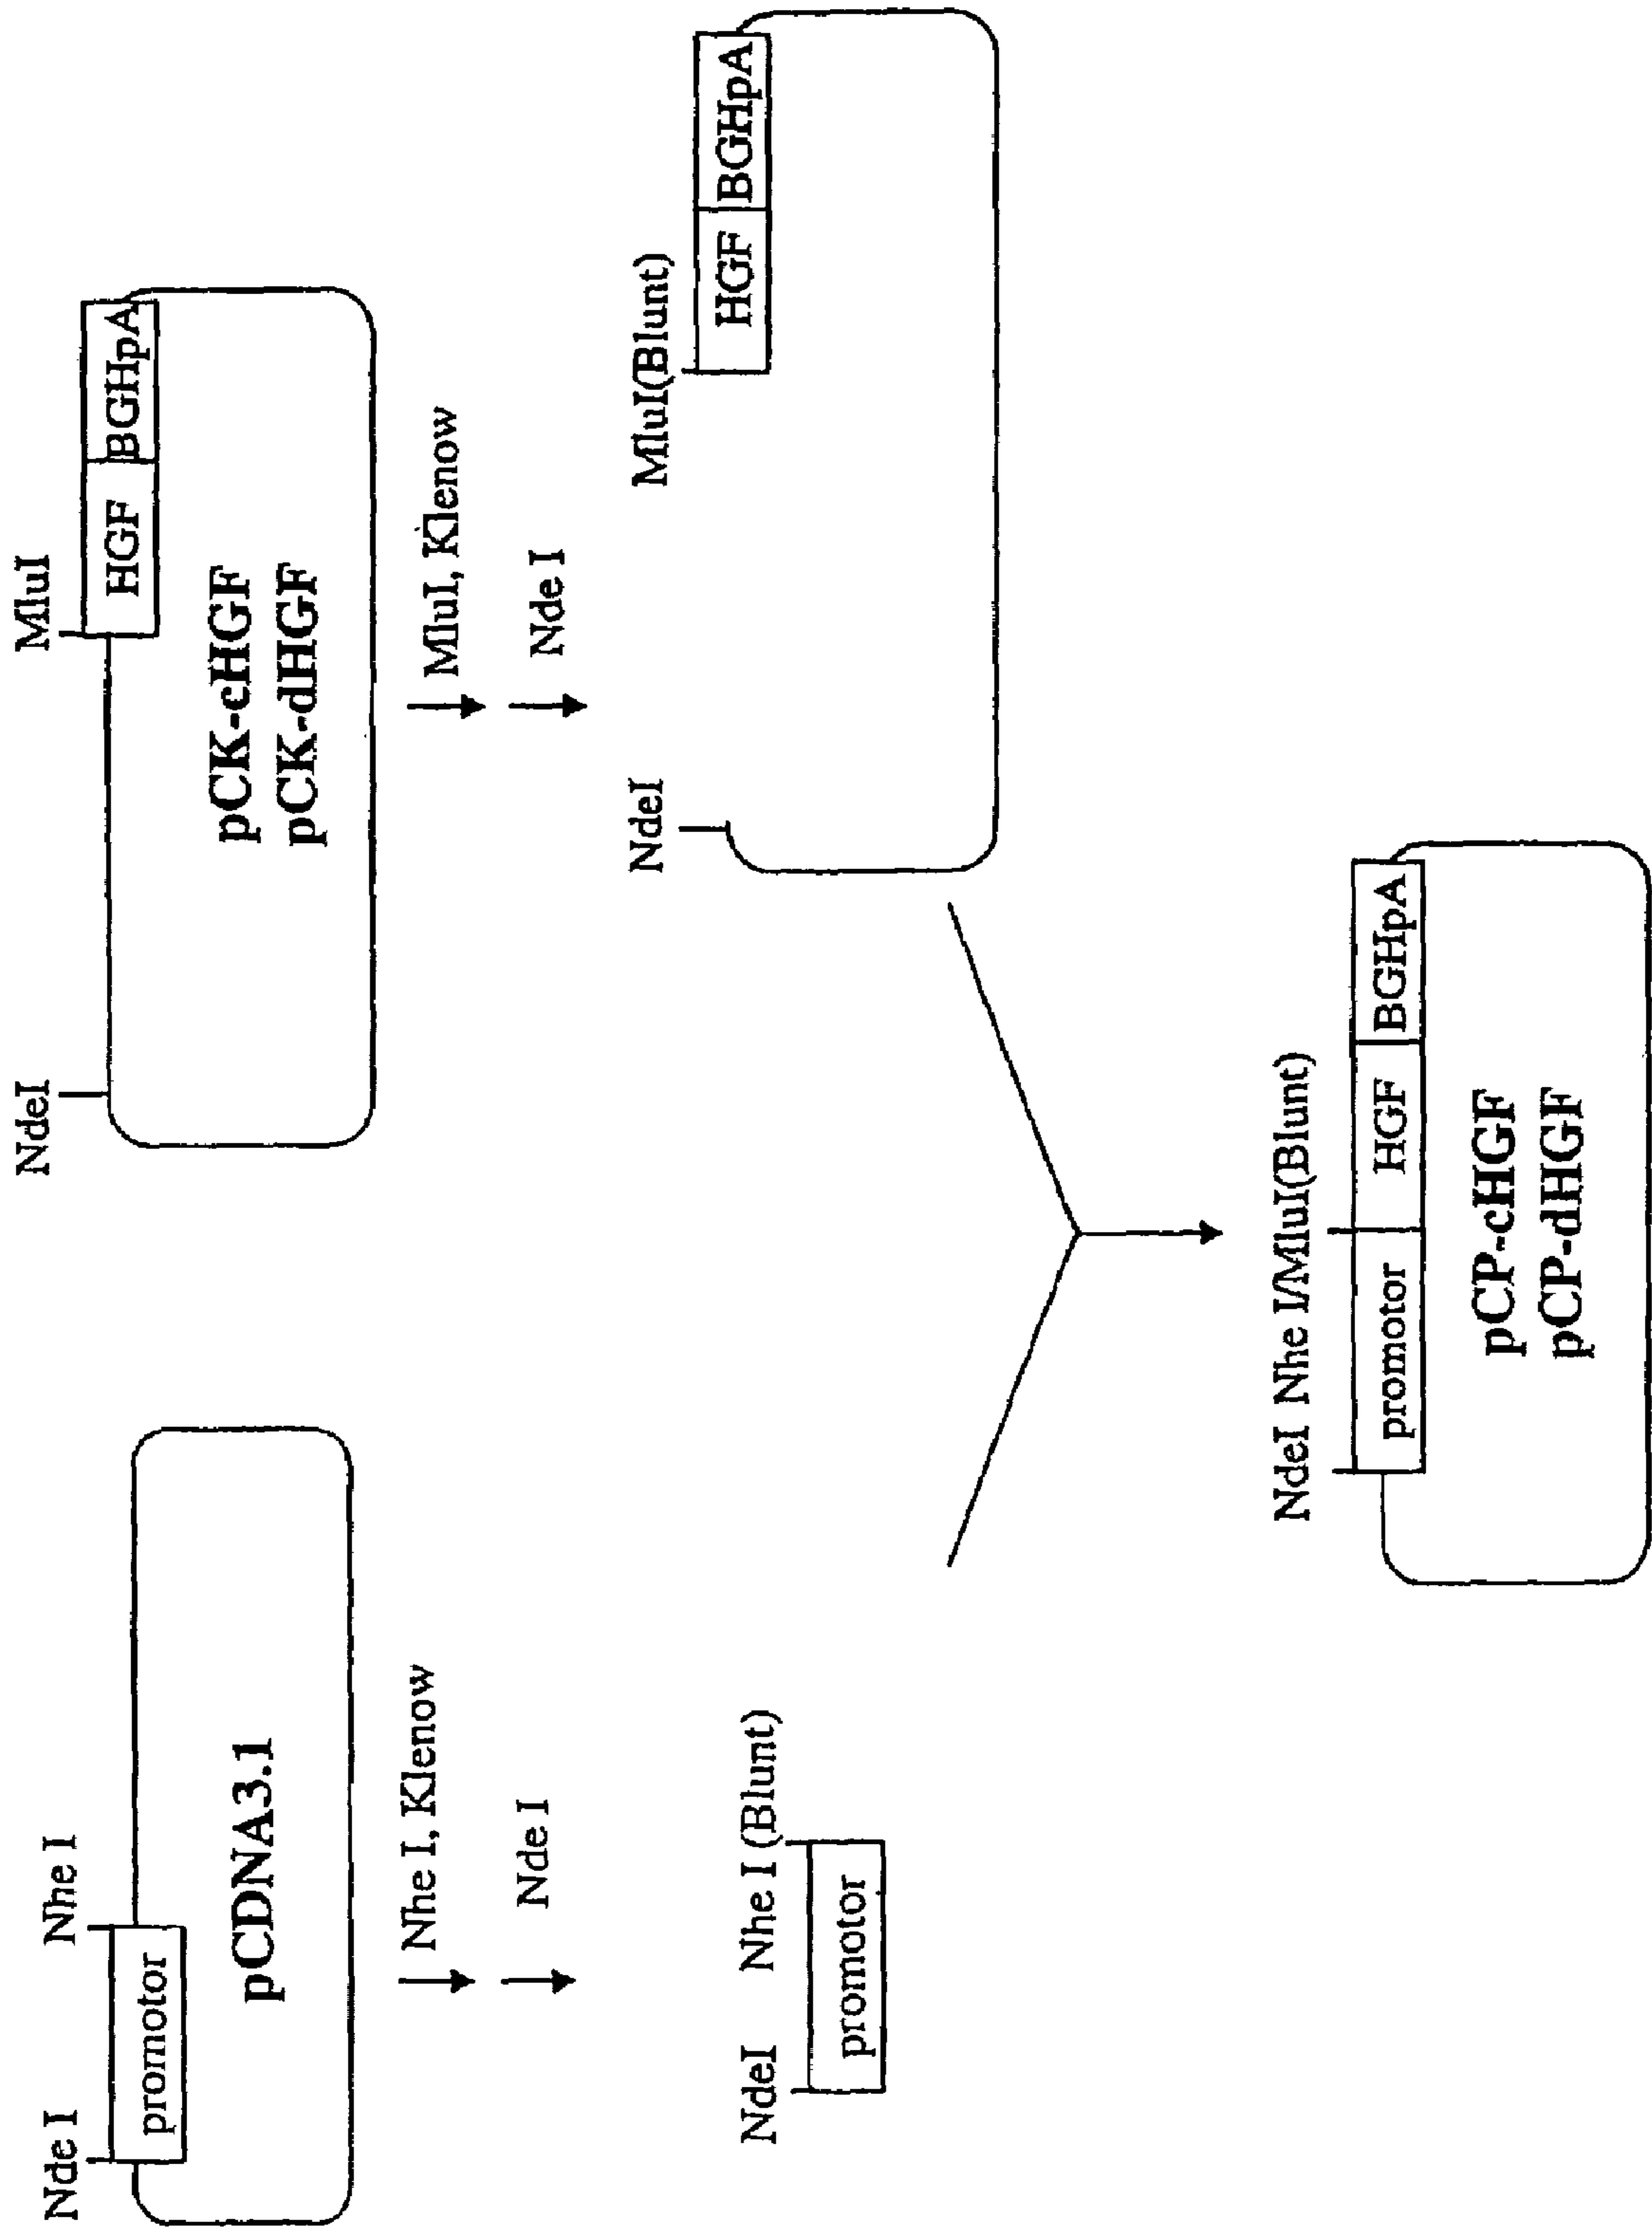 Nde I
Nhe I
promotor
pCDNA3.1
Nhe I, Klenow
Nde I
NdeI
Nhe I (Blunt)
promotor
NdeI
MluI
HGF
BGHpA
pCK-cHGF
pCK-dHGF
MluI, Klenow
Nde I
NdeI
MluI(Blunt)
HGF
BGHpA
NdeI Nhe I/MluI(Blunt)
promotor
HGF
BGHpA
pCP-cHGF
pCP-dHGF